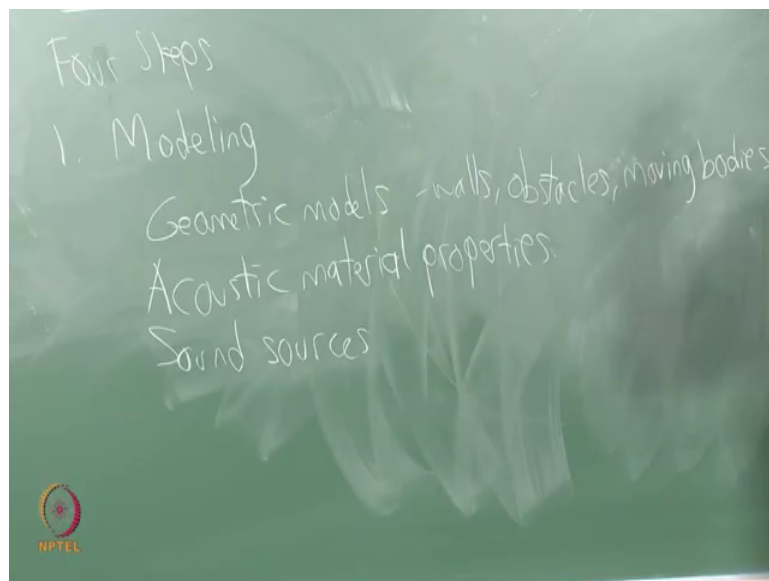 Four Steps
1. Modeling
Geometric models - walls, obstacles, moving bodies
Acoustic material properties.
Sound sources
NPTEL